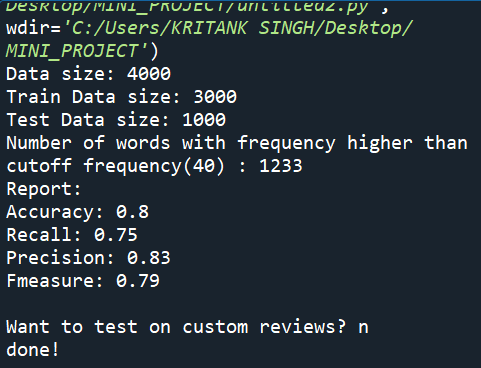 Desktop/MINI_PROJECT/untitled2.py',
wdir='C:/Users/KRITANK SINGH/Desktop/
MINI_PROJECT')
Data size: 4000
Train Data size: 3000
Test Data size: 1000
Number of words with frequency higher than
cutoff frequency(40) : 1233
Report:
Accuracy: 0.8
Recall: 0.75
Precision: 0.83
Fmeasure: 0.79
Want to test on custom reviews? n
done!